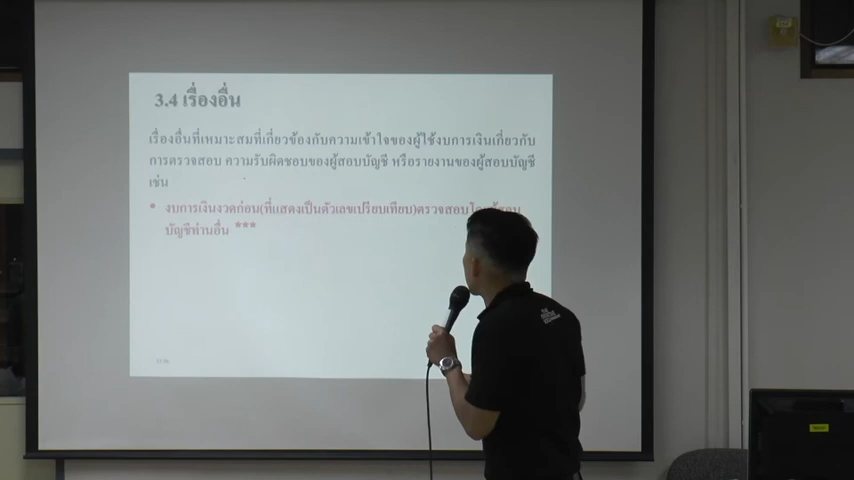 3.4 เรื่องอื่น
เรื่องอื่นที่เหมาะสมที่เกี่ยวข้องกับความเข้าใจของผู้ใช้งบการเงินเกี่ยวกับ
การตรวจสอบ ความรับผิดชอบของผู้สอบบัญชี หรือรายงานของผู้สอบบัญชี
เช่น
• งบการเงินงวดก่อน(ที่แสดงเป็นตัวเลขเปรียบเทียบ)ตรวจสอบ
บัญชีท่านอื่น ***